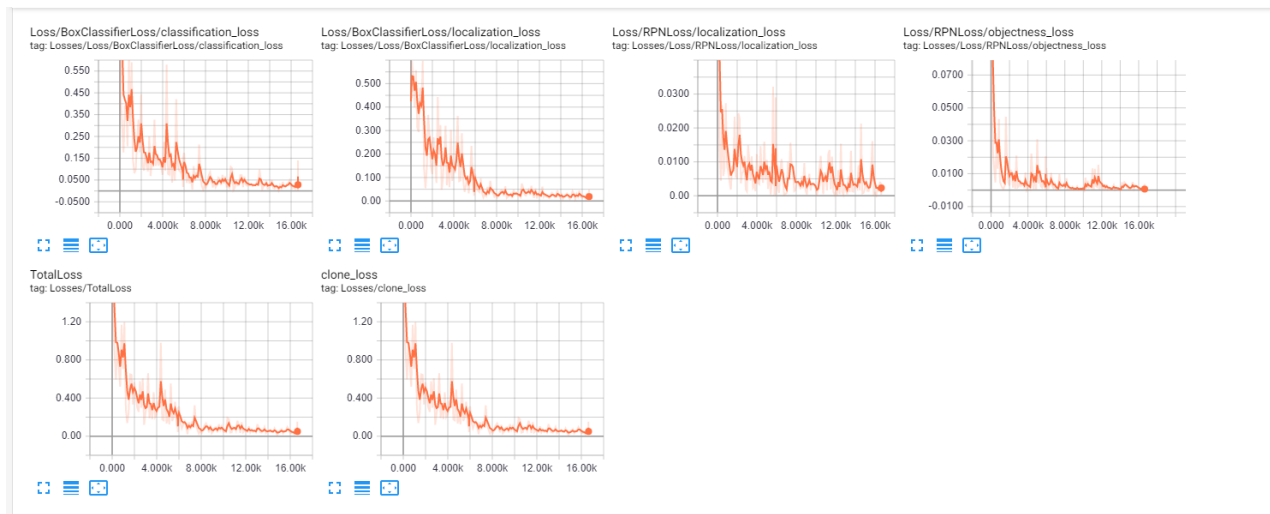 Loss/BoxClassifierLoss/classification_loss
tag: Losses/Loss/BoxClassifierLoss/classification_loss
0.550
0.450
0.350
0.250
0.150
0.0500
-0.0500
0.000 4.000k 8.000k 12.00k 16.00k
Loss/BoxClassifierLoss/localization_loss
tag: Losses/Loss/BoxClassifierLoss/localization_loss
0.500
0.400
0.300
0.200
0.100
0.00
0.000 4.000k 8.000k 12.00k 16.00k
Loss/RPNLoss/localization_loss
tag: Losses/Loss/RPNLoss/localization_loss
0.0300
0.0200
0.0100
0.00
0.000 4.000k 8.000k 12.00k 16.00k
Loss/RPNLoss/objectness_loss
tag: Losses/Loss/RPNLoss/objectness_loss
0.0700
0.0500
0.0300
0.0100
-0.0100
0.000 4.000k 8.000k 12.00k 16.00k
TotalLoss
tag: Losses/TotalLoss
1.20
0.800
0.400
0.00
0.000 4.000k 8.000k 12.00k 16.00k
clone_loss
tag: Losses/clone_loss
1.20
0.800
0.400
0.00
0.000 4.000k 8.000k 12.00k 16.00k